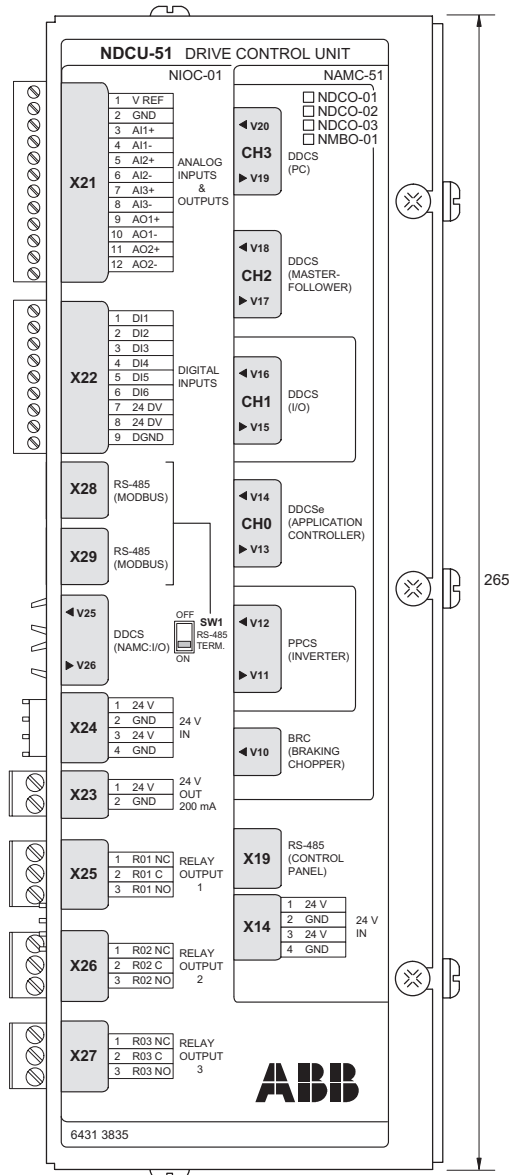 NDCU-51 DRIVE CONTROL UNIT
NIOC-01
X21
1 V REF
2 GND
3 AI1+
4 AI1-
5 AI2+
6 AI2-
7 AI3+
8 AI3-
9 AO1+
10 AO1-
11 AO2+
12 AO2-
ANALOG
INPUTS
&
OUTPUTS
X22
1 DI1
2 DI2
3 DI3
4 DI4
5 DI5
6 DI6
7 24 DV
8 24 DV
9 DGND
DIGITAL
INPUTS
X28
RS-485
(MODBUS)
X29
RS-485
(MODBUS)
V25
V26
DDCS
(NAMC:I/O)
OFF
ON
SW1
RS-485
TERM.
X24
1 24 V
2 GND
3 24 V
4 GND
24 V
IN
X23
1 24 V
2 GND
24 V
OUT
200 mA
X25
1 R01 NC
2 R01 C
3 R01 NO
RELAY
OUTPUT
1
X26
1 R02 NC
2 R02 C
3 R02 NO
RELAY
OUTPUT
2
X27
1 R03 NC
2 R03 C
3 R03 NO
RELAY
OUTPUT
3
6431 3835
NAMC-51
NDCO-01
NDCO-02
NDCO-03
NMBO-01
V20
CH3
V19
DDCS
(PC)
V18
CH2
V17
DDCS
(MASTER-
FOLLOWER)
V16
CH1
V15
DDCS
(I/O)
V14
CH0
V13
DDCSe
(APPLICATION
CONTROLLER)
V12
V11
PPCS
(INVERTER)
V10
BRC
(BRAKING
CHOPPER)
X19
RS-485
(CONTROL
PANEL)
X14
1 24 V
2 GND
3 24 V
4 GND
24 V
IN
ABB
265